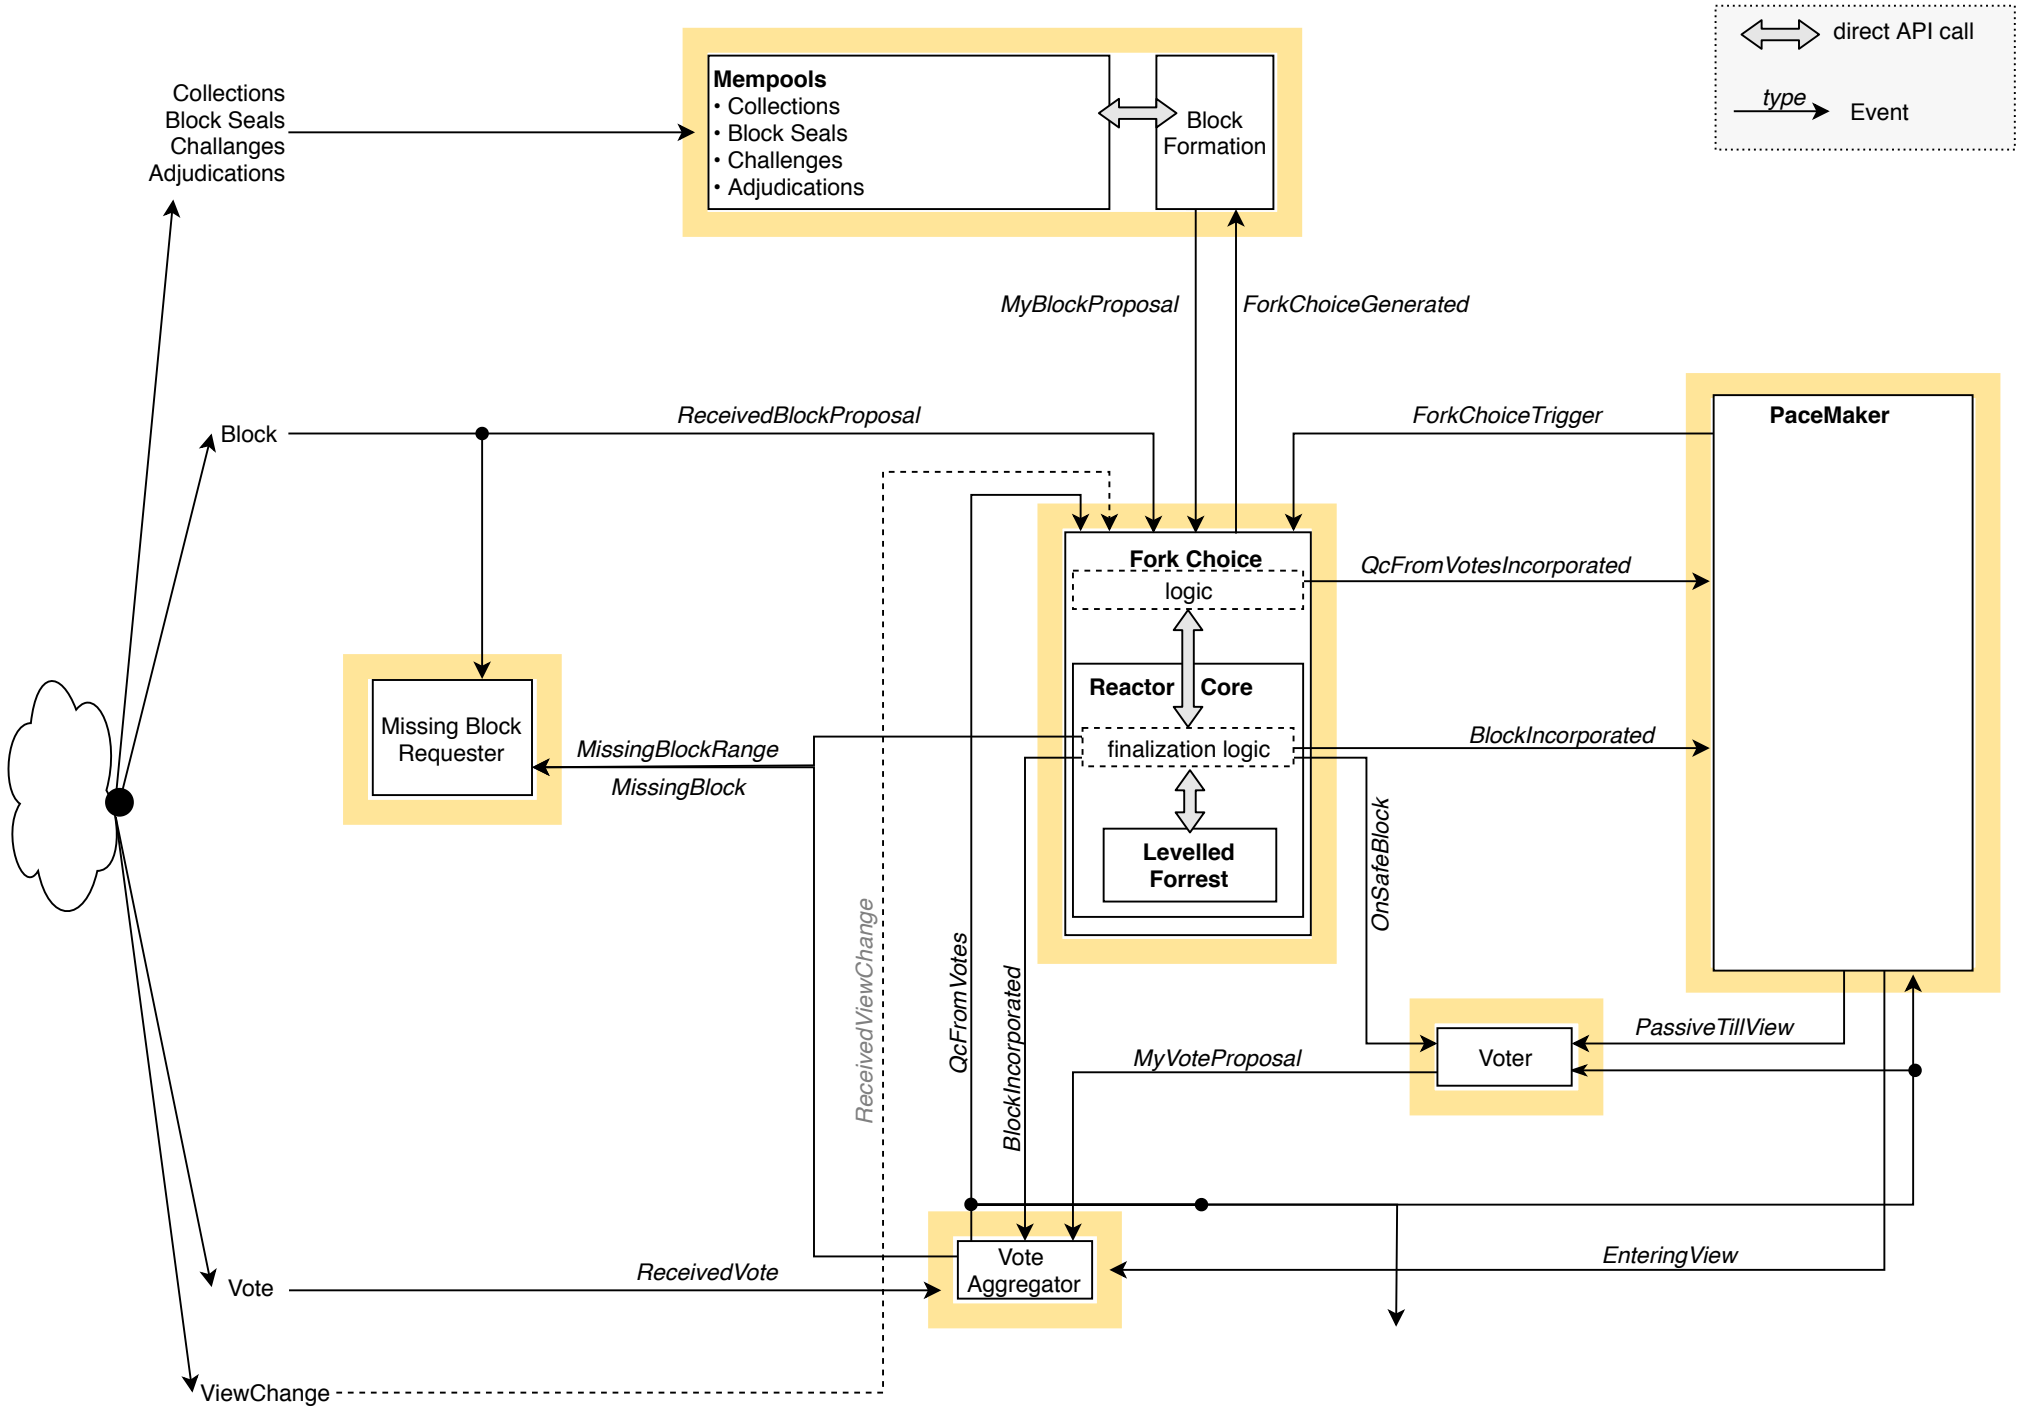 direct API call
type
Event
Collections
Block Seals
Challanges
Adjudications
Mempools
• Collections
• Block Seals
• Challenges
• Adjudications
Block
Formation
MyBlockProposal
ForkChoiceGenerated
Block
ReceivedBlockProposal
ForkChoiceTrigger
PaceMaker
Fork Choice
logic
QcFromVotesIncorporated
Reactor Core
Missing Block
Requester
MissingBlockRange
MissingBlock
finalization logic
BlockIncorporated
Levelled
Forrest
OnSafeBlock
ReceivedViewChange
QcFromVotes
BlockIncorporated
PassiveTillView
Voter
MyVoteProposal
Vote
Aggregator
EnteringView
Vote
ReceivedVote
ViewChange